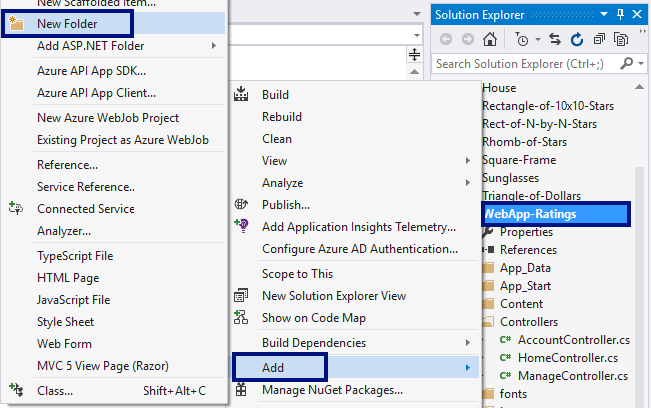 New Scaffolded Item...
New Folder
Add ASP.NET Folder
Azure API App SDK...
Azure API App Client...
New Azure WebJob Project
Existing Project as Azure WebJob
Reference...
Service Reference..
Connected Service
Analyzer...
TypeScript File
HTML Page
JavaScript File
Style Sheet
Web Form
MVC 5 View Page (Razor)
Class... Shift+Alt+C
Build
Rebuild
Clean
View
Analyze
Publish...
Add Application Insights Telemetry...
Configure Azure AD Authentication...
Scope to This
New Solution Explorer View
Show on Code Map
Build Dependencies
Add
Manage NuGet Packages...
Solution Explorer
Search Solution Explorer (Ctrl+;)
House
Rectangle-of-10x10-Stars
Rect-of-N-by-N-Stars
Rhomb-of-Stars
Square-Frame
Sunglasses
Triangle-of-Dollars
WebApp-Ratings
Properties
References
App_Data
App_Start
Content
Controllers
C# AccountController.cs
C# HomeController.cs
C# ManageController.cs
fonts